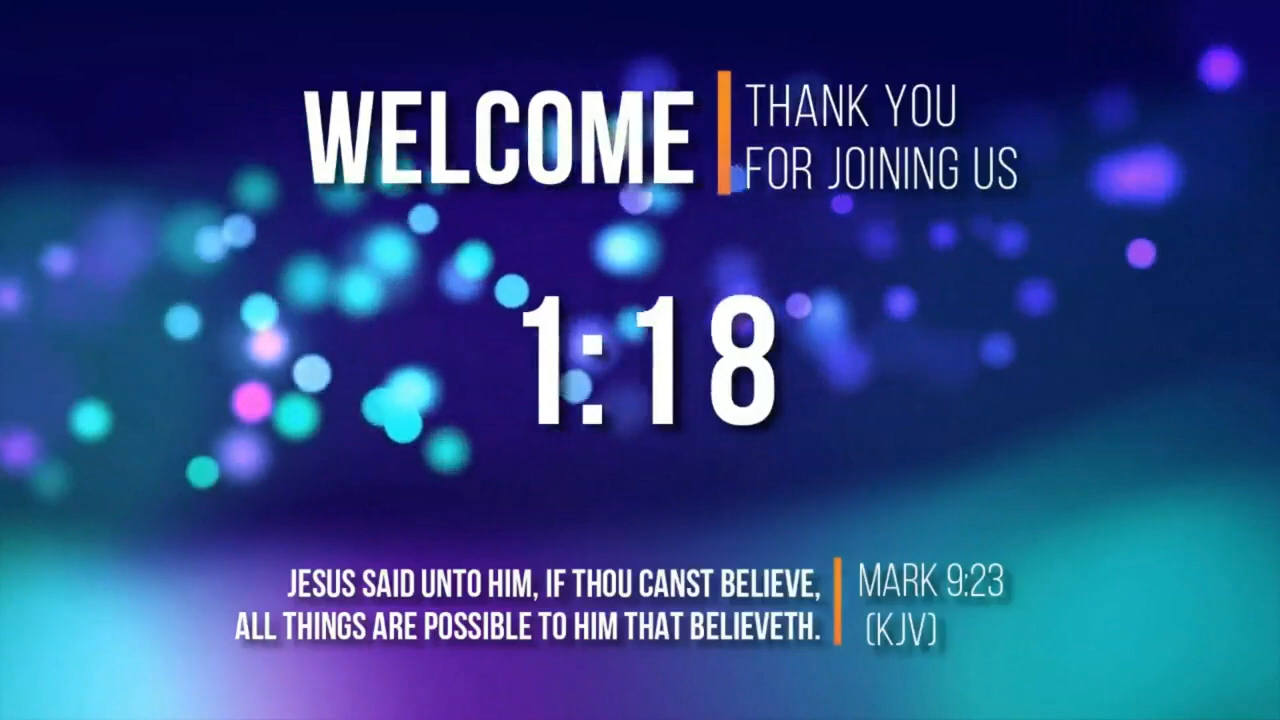 WELCOME
THANK YOU
FOR JOINING US
1:18
JESUS SAID UNTO HIM, IF THOU CANST BELIEVE,
ALL THINGS ARE POSSIBLE TO HIM THAT BELIEVETH.
MARK 9:23
(KJV)